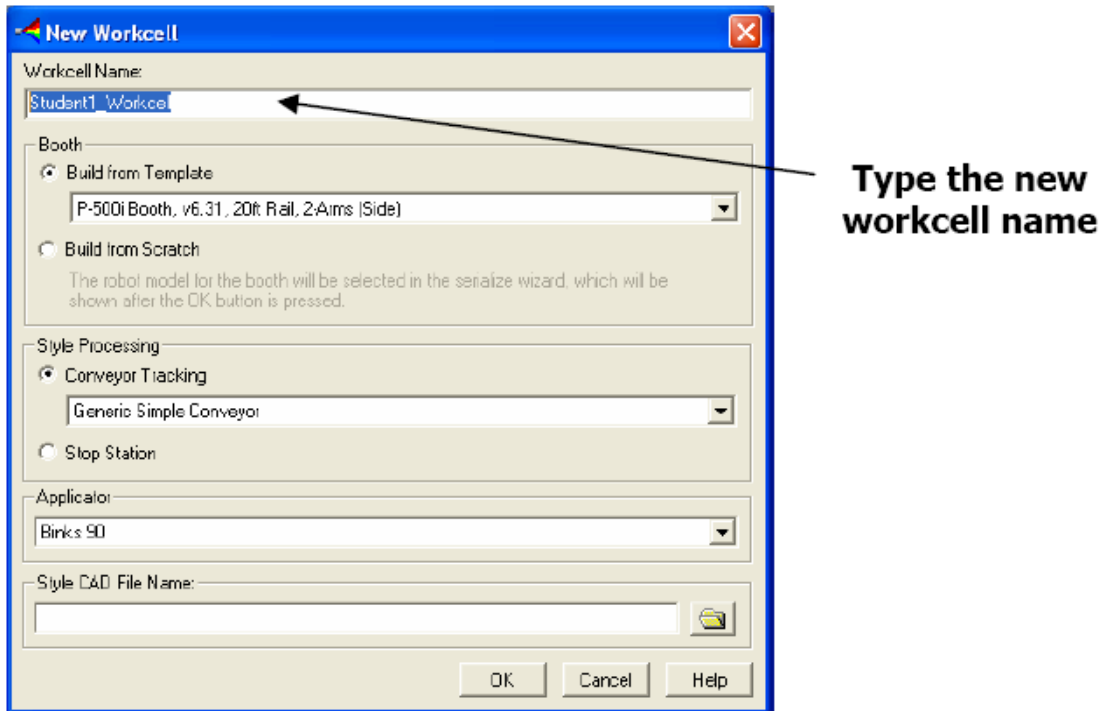 New Workcell
Workcell Name:
Student1_Workcell
Type the new
workcell name
Booth
Build from Template
P-500i Booth, v6.31, 20ft Rail, 2-Arms (Side)
Build from Scratch
The robot model for the booth will be selected in the serialize wizard, which will be
shown after the OK button is pressed.
Style Processing
Conveyor Tracking
Generic Simple Conveyor
Stop Station
Applicator
Binks 90
Style CAD File Name:
OK Cancel Help